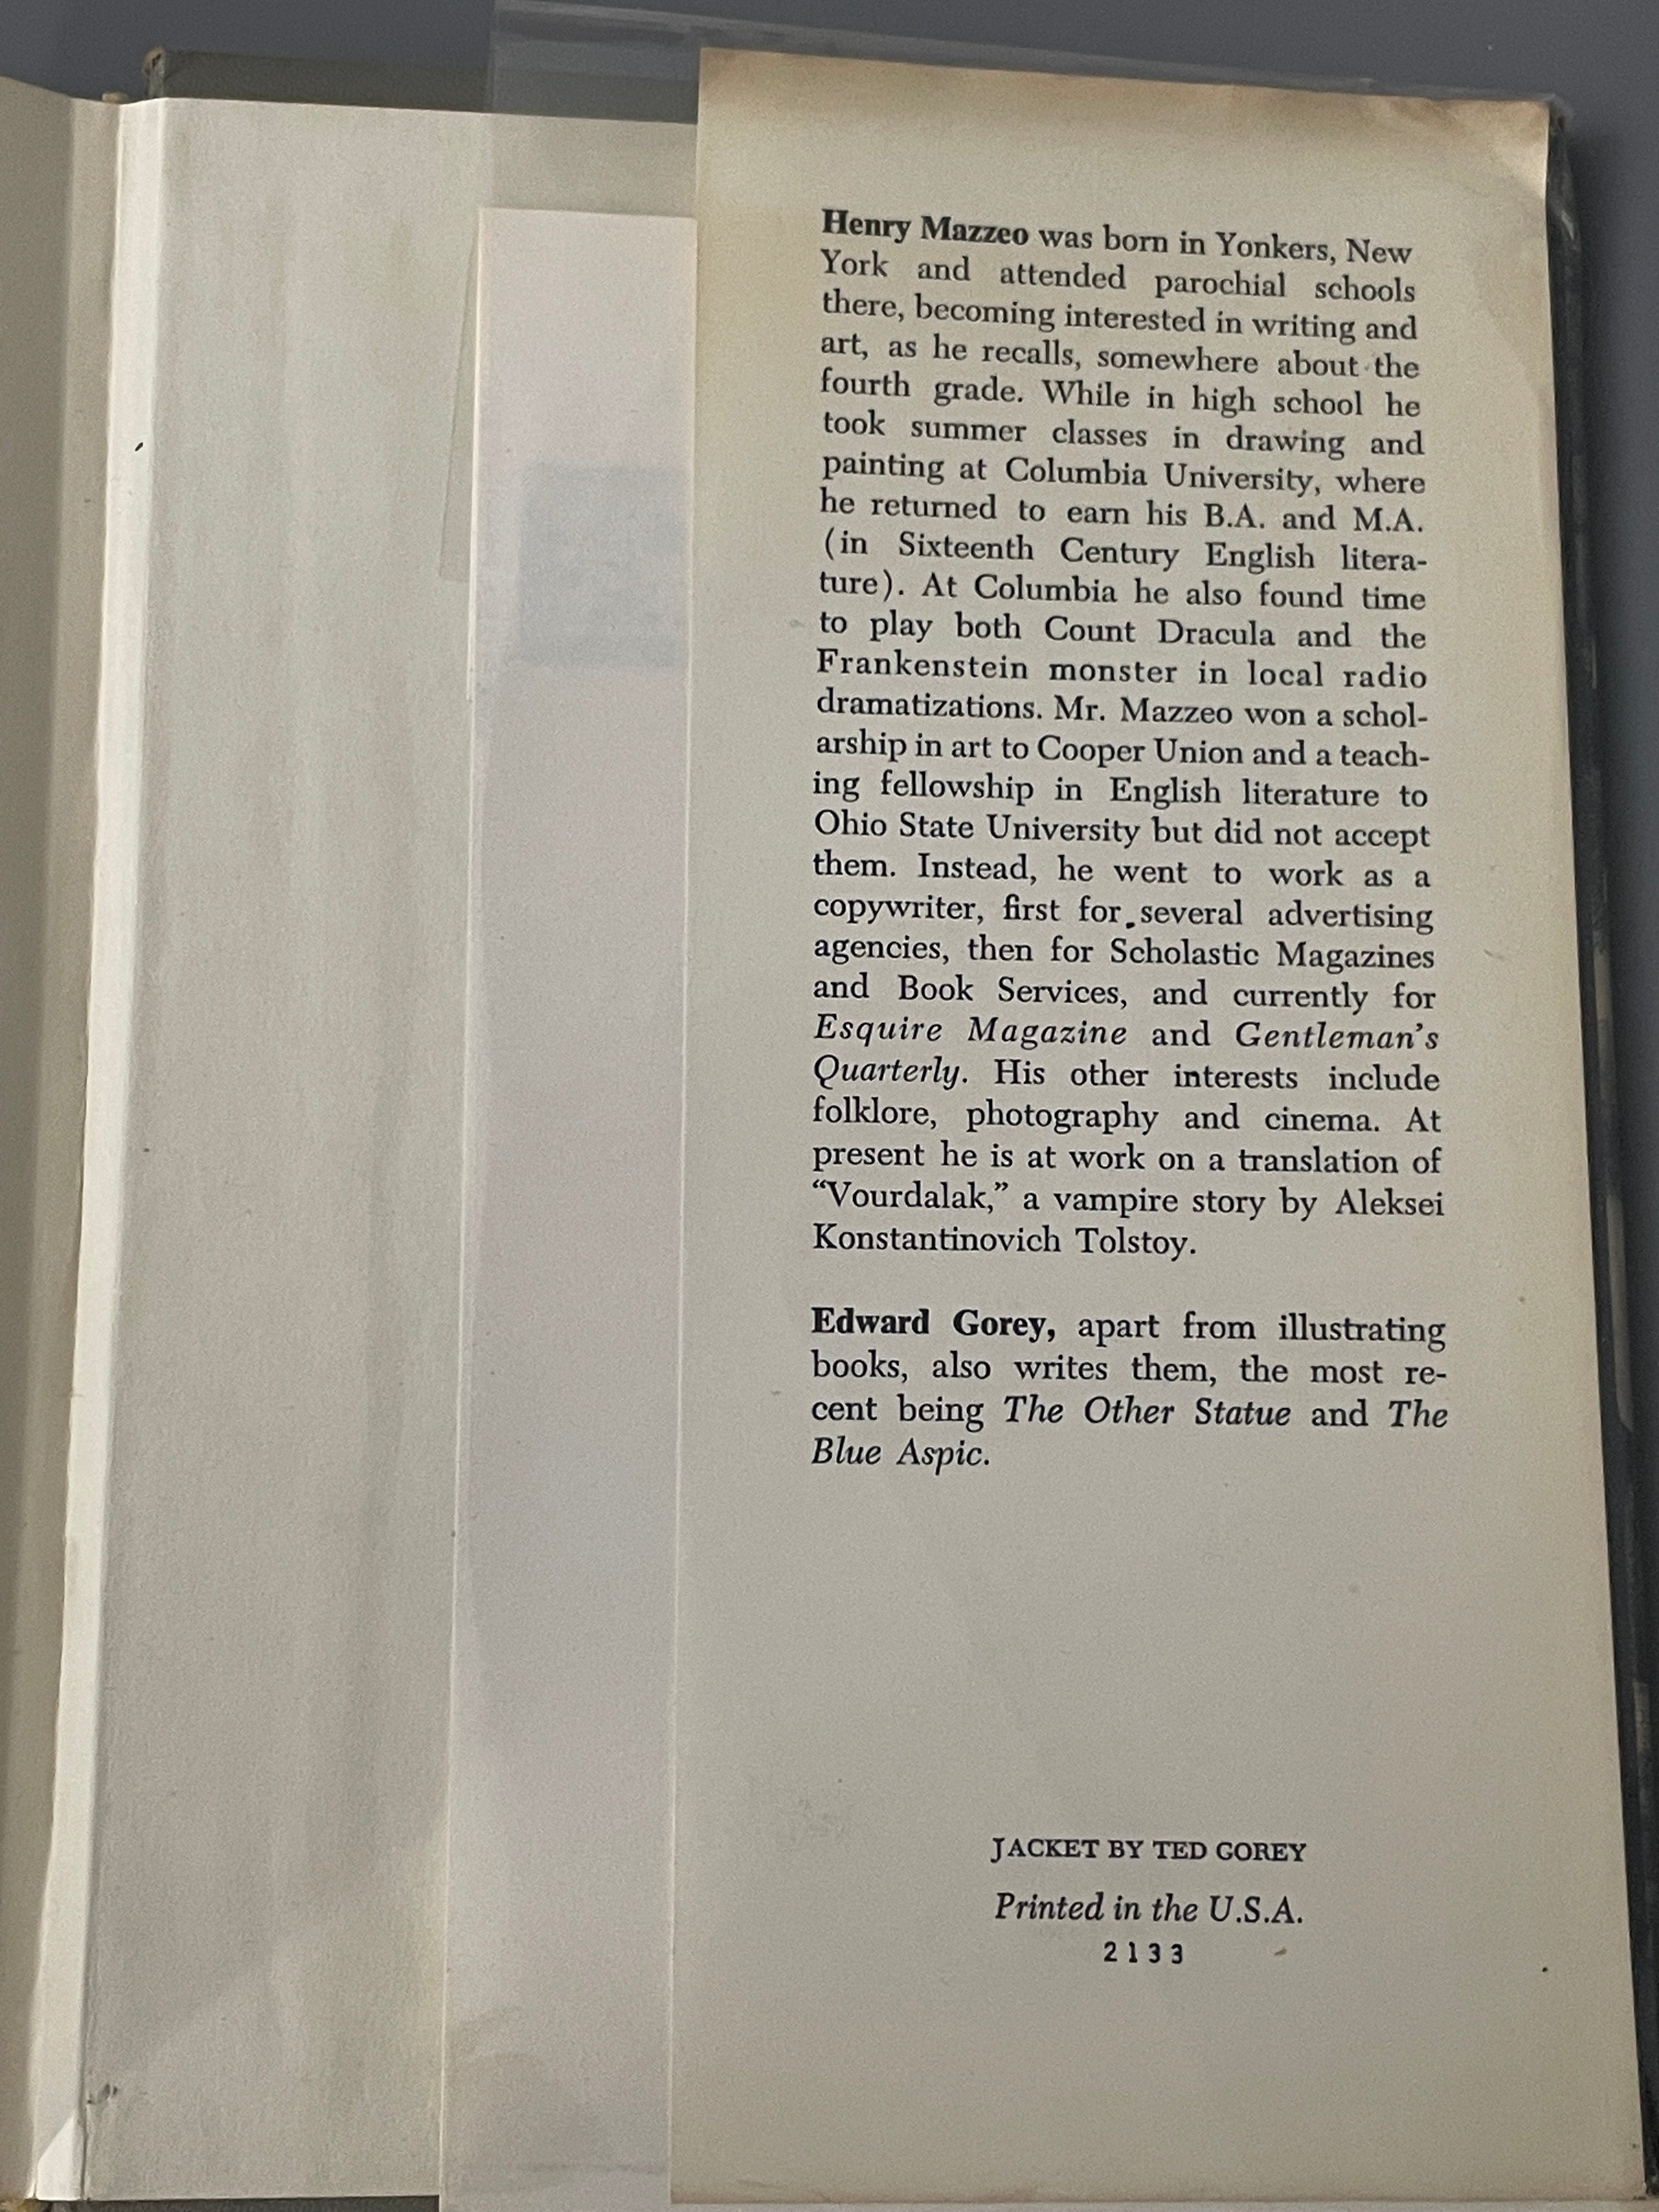 Henry Mazzeo was born in Yonkers, New
York and attended parochial schools
there, becoming interested in writing and
art, as he recalls, somewhere about the
fourth grade. While in high school he
took summer classes in drawing and
painting at Columbia University, where
he returned to earn his B.A. and M.A.
(in Sixteenth Century English litera-
ture). At Columbia he also found time
to play both Count Dracula and the
Frankenstein monster in local radio
dramatizations. Mr. Mazzeo won a schol-
arship in art to Cooper Union and a teach-
ing fellowship in English literature to
Ohio State University but did not accept
them. Instead, he went to work as a
copywriter, first for several advertising
agencies, then for Scholastic Magazines
and Book Services, and currently for
Esquire Magazine and Gentleman's
Quarterly. His other interests include
folklore, photography and cinema. At
present he is at work on a translation of
“Vourdalak,” a vampire story by Aleksei
Konstantinovich Tolstoy.
Edward Gorey, apart from illustrating
books, also writes them, the most re-
cent being The Other Statue and The
Blue Aspic.
JACKET BY TED GOREY
Printed in the U.S.A.
2133